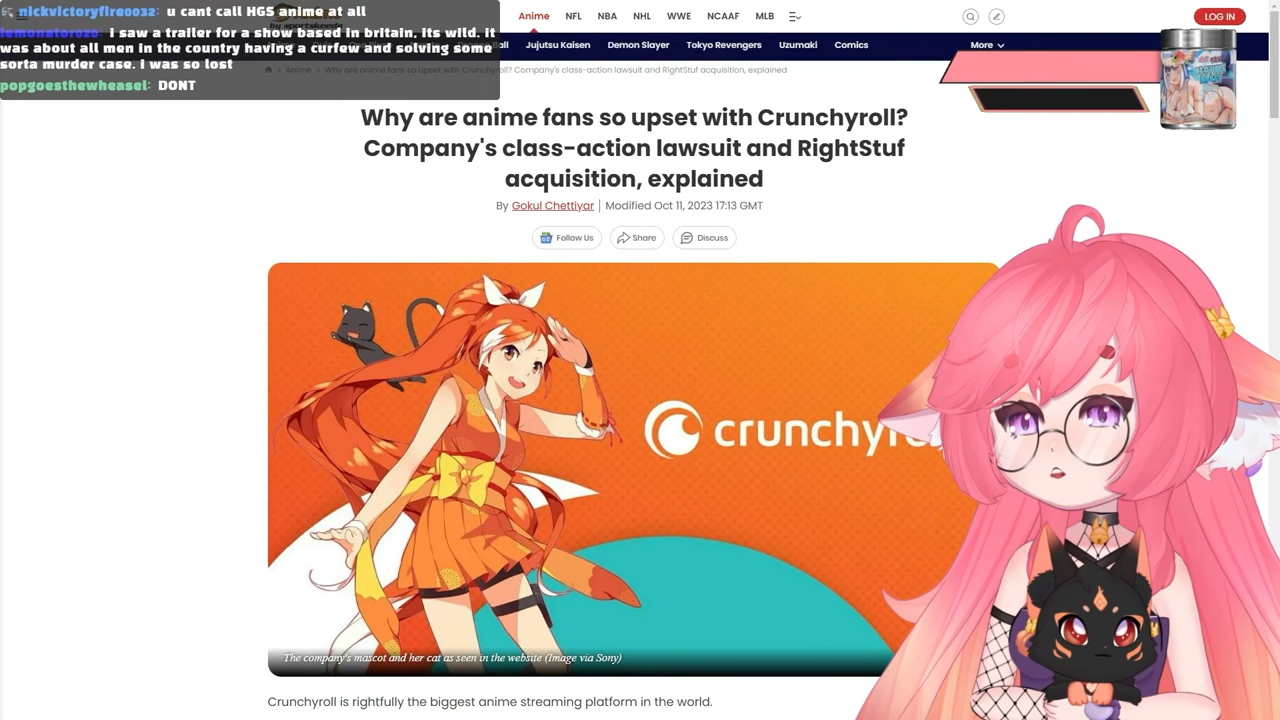 nickvictoryfire0032: u cant call HGS anime at all
lemonator020: i saw a trailer for a show based in britain, its wild. it
was about all men in the country having a curfew and solving some
sorta murder case. i was so lost
popgoesthewheasel: DONT
Anime NFL NBA NHL WWE NCAAF MLB
LOG IN
Jujutsu Kaisen Demon Slayer Tokyo Revengers Uzumaki Comics More
Anime > Why are anime fans so upset with Crunchyroll? Company's class-action lawsuit and RightStuf acquisition, explained
Why are anime fans so upset with Crunchyroll?
Company's class-action lawsuit and RightStuf
acquisition, explained
By Gokul Chettiyar | Modified Oct 11, 2023 17:13 GMT
Follow Us Share Discuss
crunchyro
The company's mascot and her cat as seen in the website (Image via Sony)
Crunchyroll is rightfully the biggest anime streaming platform in the world.